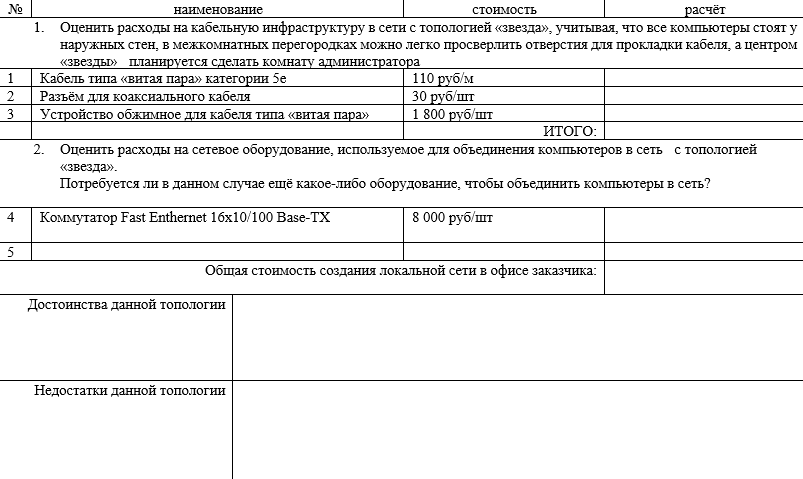 № наименование стоимость расчёт
1. Оценить расходы на кабельную инфраструктуру в сети с топологией «звезда», учитывая, что все компьютеры стоят у
наружных стен, в межкомнатных перегородках можно легко просверлить отверстия для прокладки кабеля, а центром
«звезды» планируется сделать комнату администратора
1 Кабель типа «витая пара» категории 5е 110 руб/м
2 Разъём для коаксиального кабеля 30 руб/шт
3 Устройство обжимное для кабеля типа «витая пара» 1 800 руб/шт
ИТОГО:
2. Оценить расходы на сетевое оборудование, используемое для объединения компьютеров в сеть с топологией
«звезда».
Потребуется ли в данном случае ещё какое-либо оборудование, чтобы объединить компьютеры в сеть?
4 Коммутатор Fast Enthernet 16x10/100 Base-TX 8 000 руб/шт
5
Общая стоимость создания локальной сети в офисе заказчика:
Достоинства данной топологии
Недостатки данной топологии